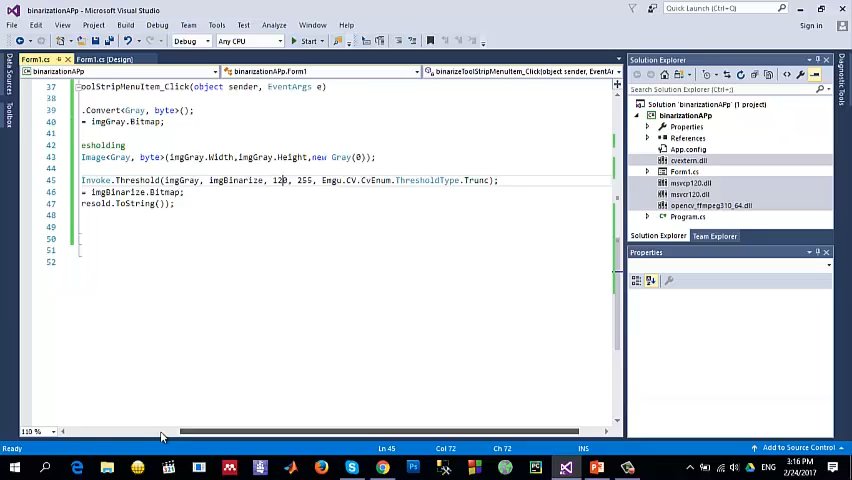 binarizationAPp - Microsoft Visual Studio
Quick Launch (Ctrl+Q)
File Edit View Project Build Debug Team Tools Test Analyze Window Help
Sign in
Debug Any CPU Start
Form1.cs Form1.cs [Design]
binarizationAPp binarizationAPp.Form1 binarizeToolStripMenuItem_Click(object sender, EventAr
Data Sources
Toolbox
37 oolStripMenuItem_Click(object sender, EventArgs e)
38
39 .Convert<Gray, byte>();
40 = imgGray.Bitmap;
41
42 esholding
43 Image<Gray, byte>(imgGray.Width,imgGray.Height,new Gray(0));
44
45 Invoke.Threshold(imgGray, imgBinarize, 120, 255, Emgu.CV.CvEnum.ThresholdType.Trunc);
46 = imgBinarize.Bitmap;
47 resold.ToString());
48
49
50
51
52
110 %
Solution Explorer
Search Solution Explorer (Ctrl+;)
Solution 'binarizationAPp' (1 project)
binarizationAPp
Properties
References
App.config
cvextern.dll
Form1.cs
msvcp120.dll
msvcr120.dll
opencv_ffmpeg310_64.dll
Program.cs
Solution Explorer Team Explorer
Properties
Diagnostic Tools
Ready Ln 45 Col 72 Ch 72 INS Add to Source Control
ENG
3:16 PM
2/24/2017